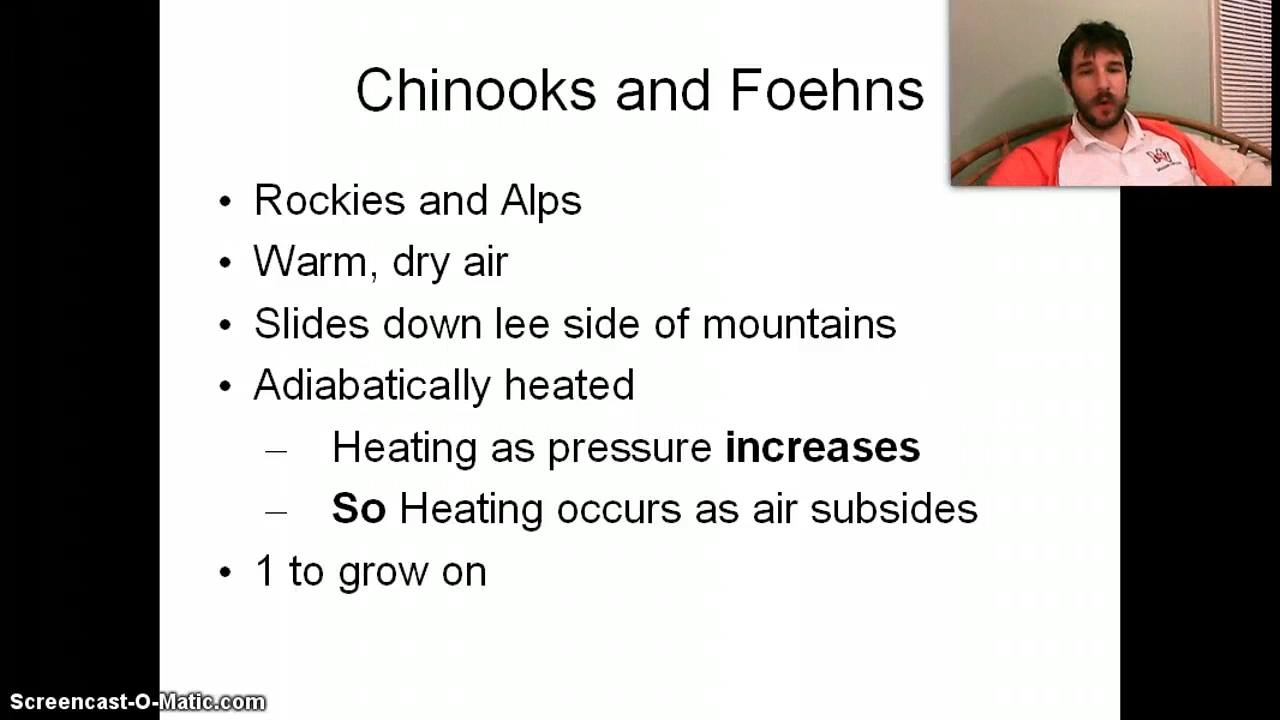 Chinooks and Foehns
• Rockies and Alps
• Warm, dry air
• Slides down lee side of mountains
• Adiabatically heated
– Heating as pressure increases
– So Heating occurs as air subsides
• 1 to grow on
Screencast-O-Matic.com